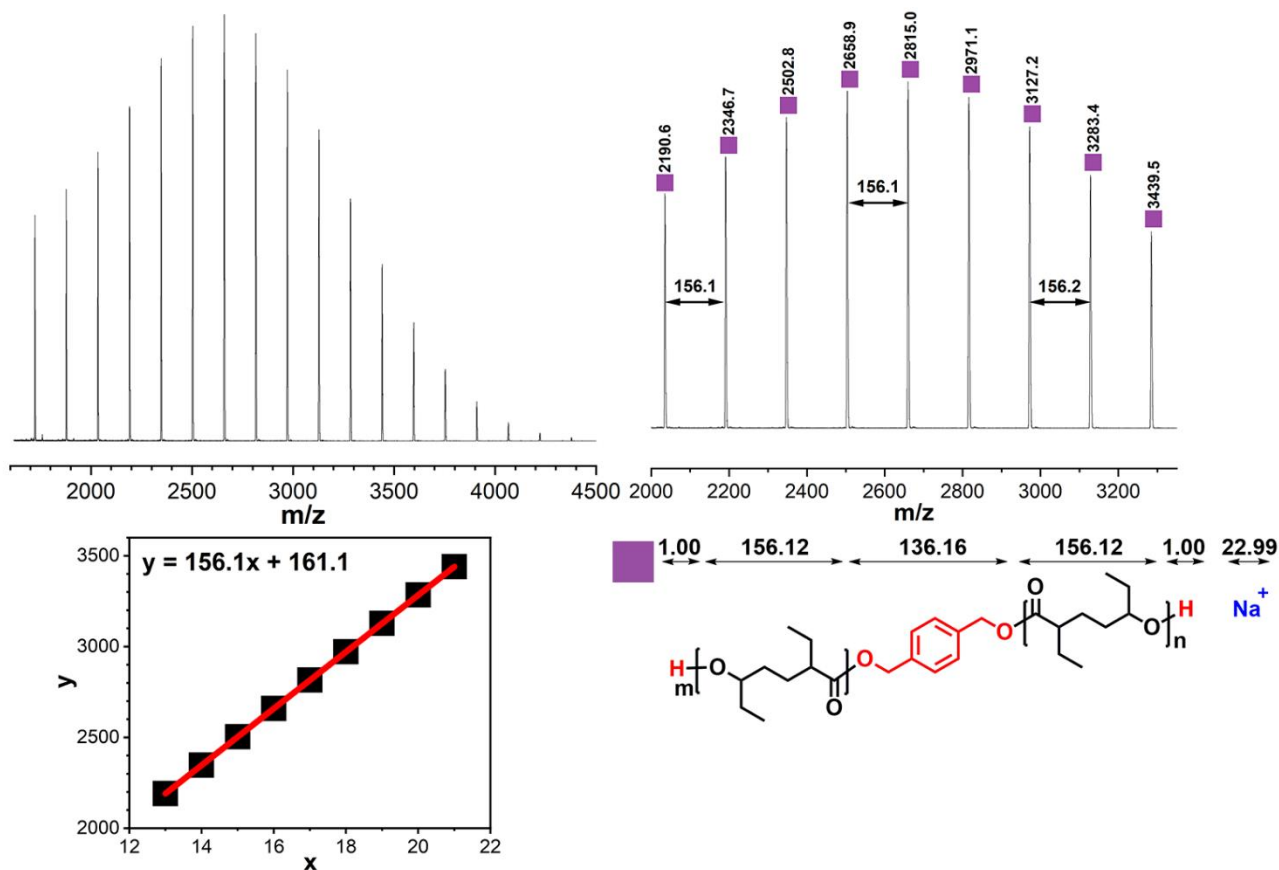 2000 2500 3000 3500 4000 4500
m/z
2190.6
2346.7
2502.8
2658.9
2815.0
2971.1
3127.2
3283.4
3439.5
156.1
156.1
156.2
2000 2200 2400 2600 2800 3000 3200
m/z
y = 156.1x + 161.1
3500
3000
2500
2000
y
12 14 16 18 20 22
x
1.00 156.12 136.16 156.12 1.00 22.99
O
O
H
n
Na+
O
H
O
m
O
O